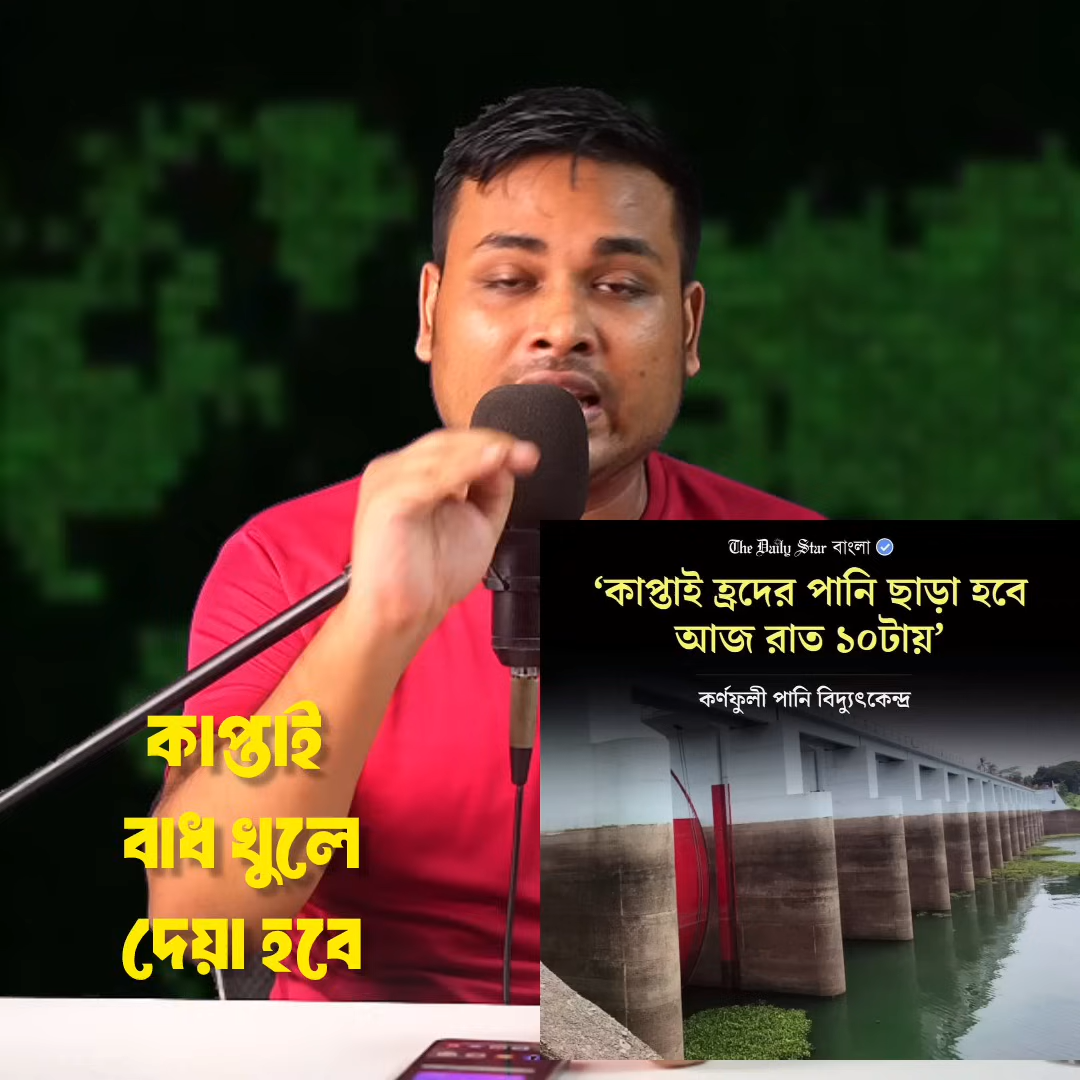 The Daily Star বাংলা
‘কাপ্তাই হ্রদের পানি ছাড়া হবে
আজ রাত ১০টায়’
কর্ণফুলী পানি বিদ্যুৎকেন্দ্র
কাপ্তাই
বাধ খুলে
দেয়া হবে